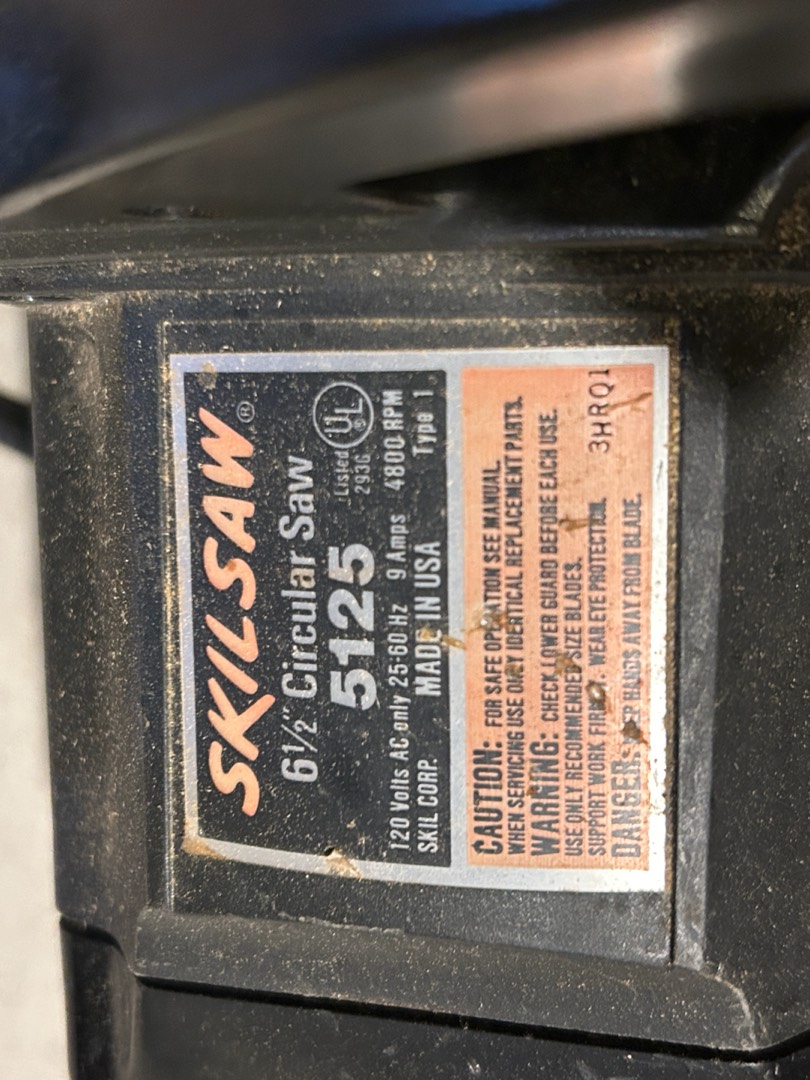 SKILSAW®
6½" Circular Saw
5125
Listed UL®
293G
120 Volts AC only 25-60 Hz 9 Amps 4800 RPM
SKIL CORP. MADE IN USA Type 1
CAUTION: FOR SAFE OPERATION SEE MANUAL.
WHEN SERVICING USE ONLY IDENTICAL REPLACEMENT PARTS.
WARNING: CHECK LOWER GUARD BEFORE EACH USE.
USE ONLY RECOMMENDED SIZE BLADES.
SUPPORT WORK FIRMLY. WEAR EYE PROTECTION. 3HRQ1
DANGER: KEEP HANDS AWAY FROM BLADE.